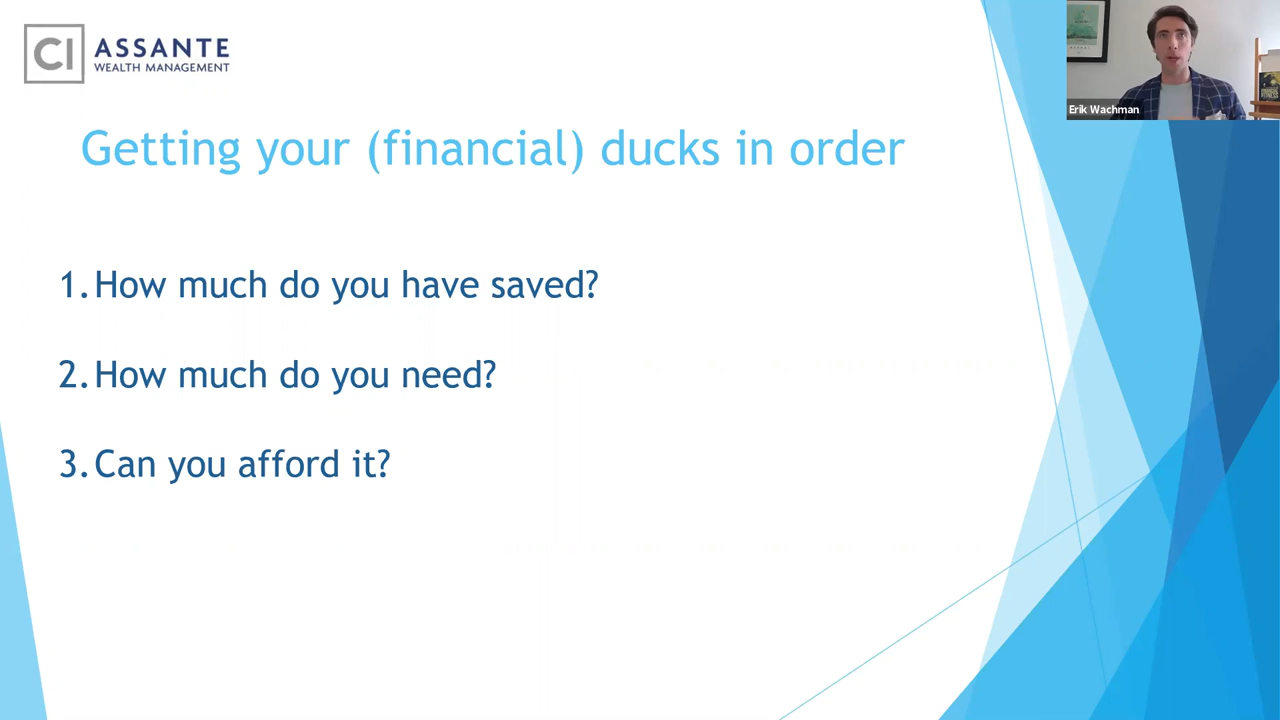 CI ASSANTE
WEALTH MANAGEMENT
Erik Wachman
Getting your (financial) ducks in order
1. How much do you have saved?
2. How much do you need?
3. Can you afford it?